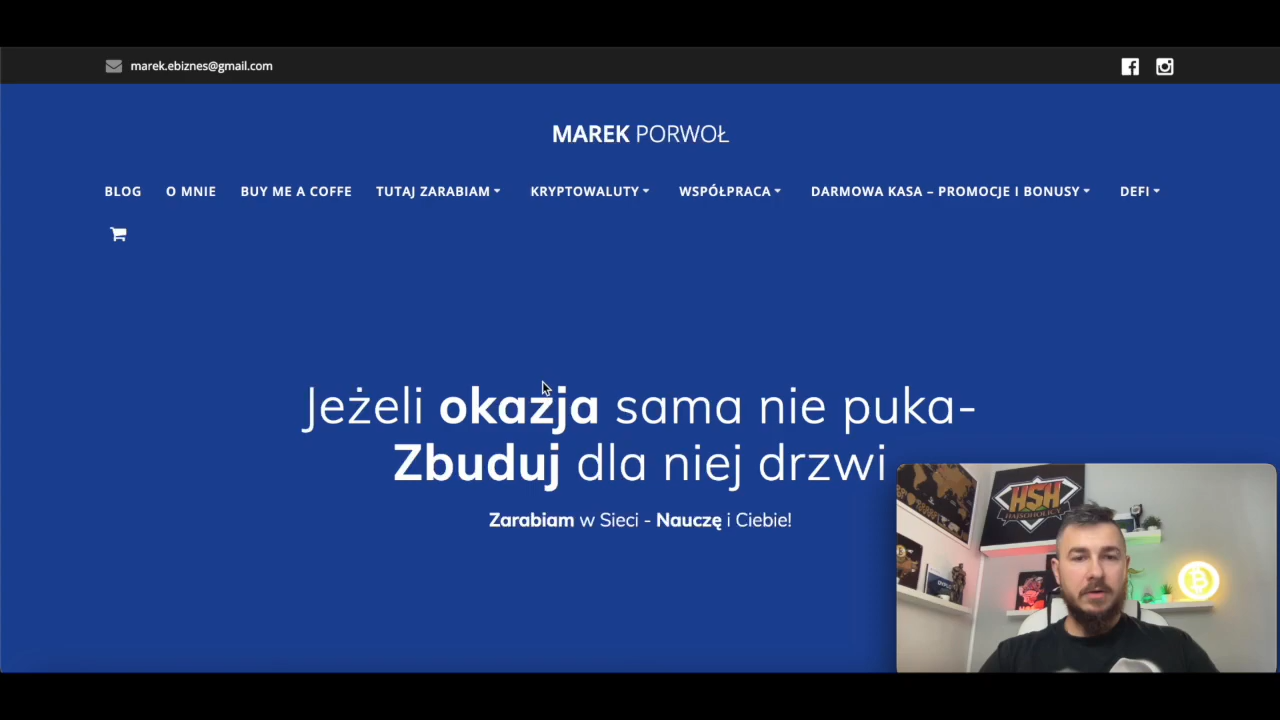 marek.ebiznes@gmail.com
MAREK PORWOŁ
BLOG O MNIE BUY ME A COFFE TUTAJ ZARABIAM KRYPTOWALUTY WSPÓŁPRACA DARMOWA KASA – PROMOCJE I BONUSY DEFI
Jeżeli okazja sama nie puka-
Zbuduj dla niej drzwi
Zarabiam w Sieci - Nauczę i Ciebie!
HSH
HAJSOHOLICY